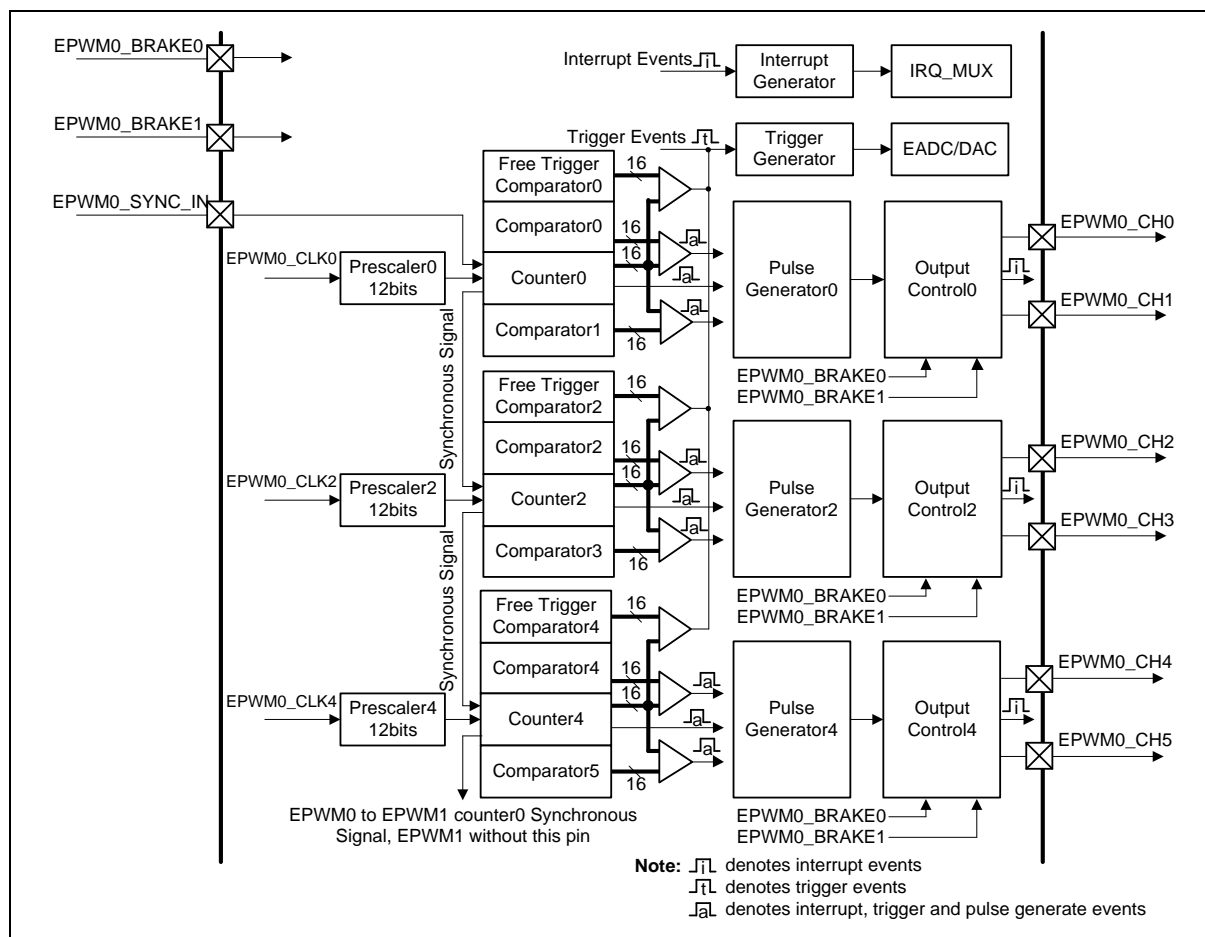 EPWM0_BRAKE0
EPWM0_BRAKE1
EPWM0_SYNC_IN
Interrupt Events i
Interrupt
Generator
IRQ_MUX
Trigger Events t
Trigger
Generator
EADC/DAC
EPWM0_CLK0
Prescaler0
12bits
Synchronous Signal
Free Trigger
Comparator0
Comparator0
Counter0
Comparator1
16
16
16
16
a
a
a
Pulse
Generator0
Output
Control0
i
EPWM0_CH0
EPWM0_CH1
EPWM0_BRAKE0
EPWM0_BRAKE1
EPWM0_CLK2
Prescaler2
12bits
Synchronous Signal
Free Trigger
Comparator2
Comparator2
Counter2
Comparator3
16
16
16
16
a
a
a
Pulse
Generator2
Output
Control2
i
EPWM0_CH2
EPWM0_CH3
EPWM0_BRAKE0
EPWM0_BRAKE1
EPWM0_CLK4
Prescaler4
12bits
Free Trigger
Comparator4
Comparator4
Counter4
Comparator5
16
16
16
16
a
a
a
Pulse
Generator4
Output
Control4
i
EPWM0_CH4
EPWM0_CH5
EPWM0_BRAKE0
EPWM0_BRAKE1
EPWM0 to EPWM1 counter0 Synchronous
Signal, EPWM1 without this pin
Note: i denotes interrupt events
t denotes trigger events
a denotes interrupt, trigger and pulse generate events